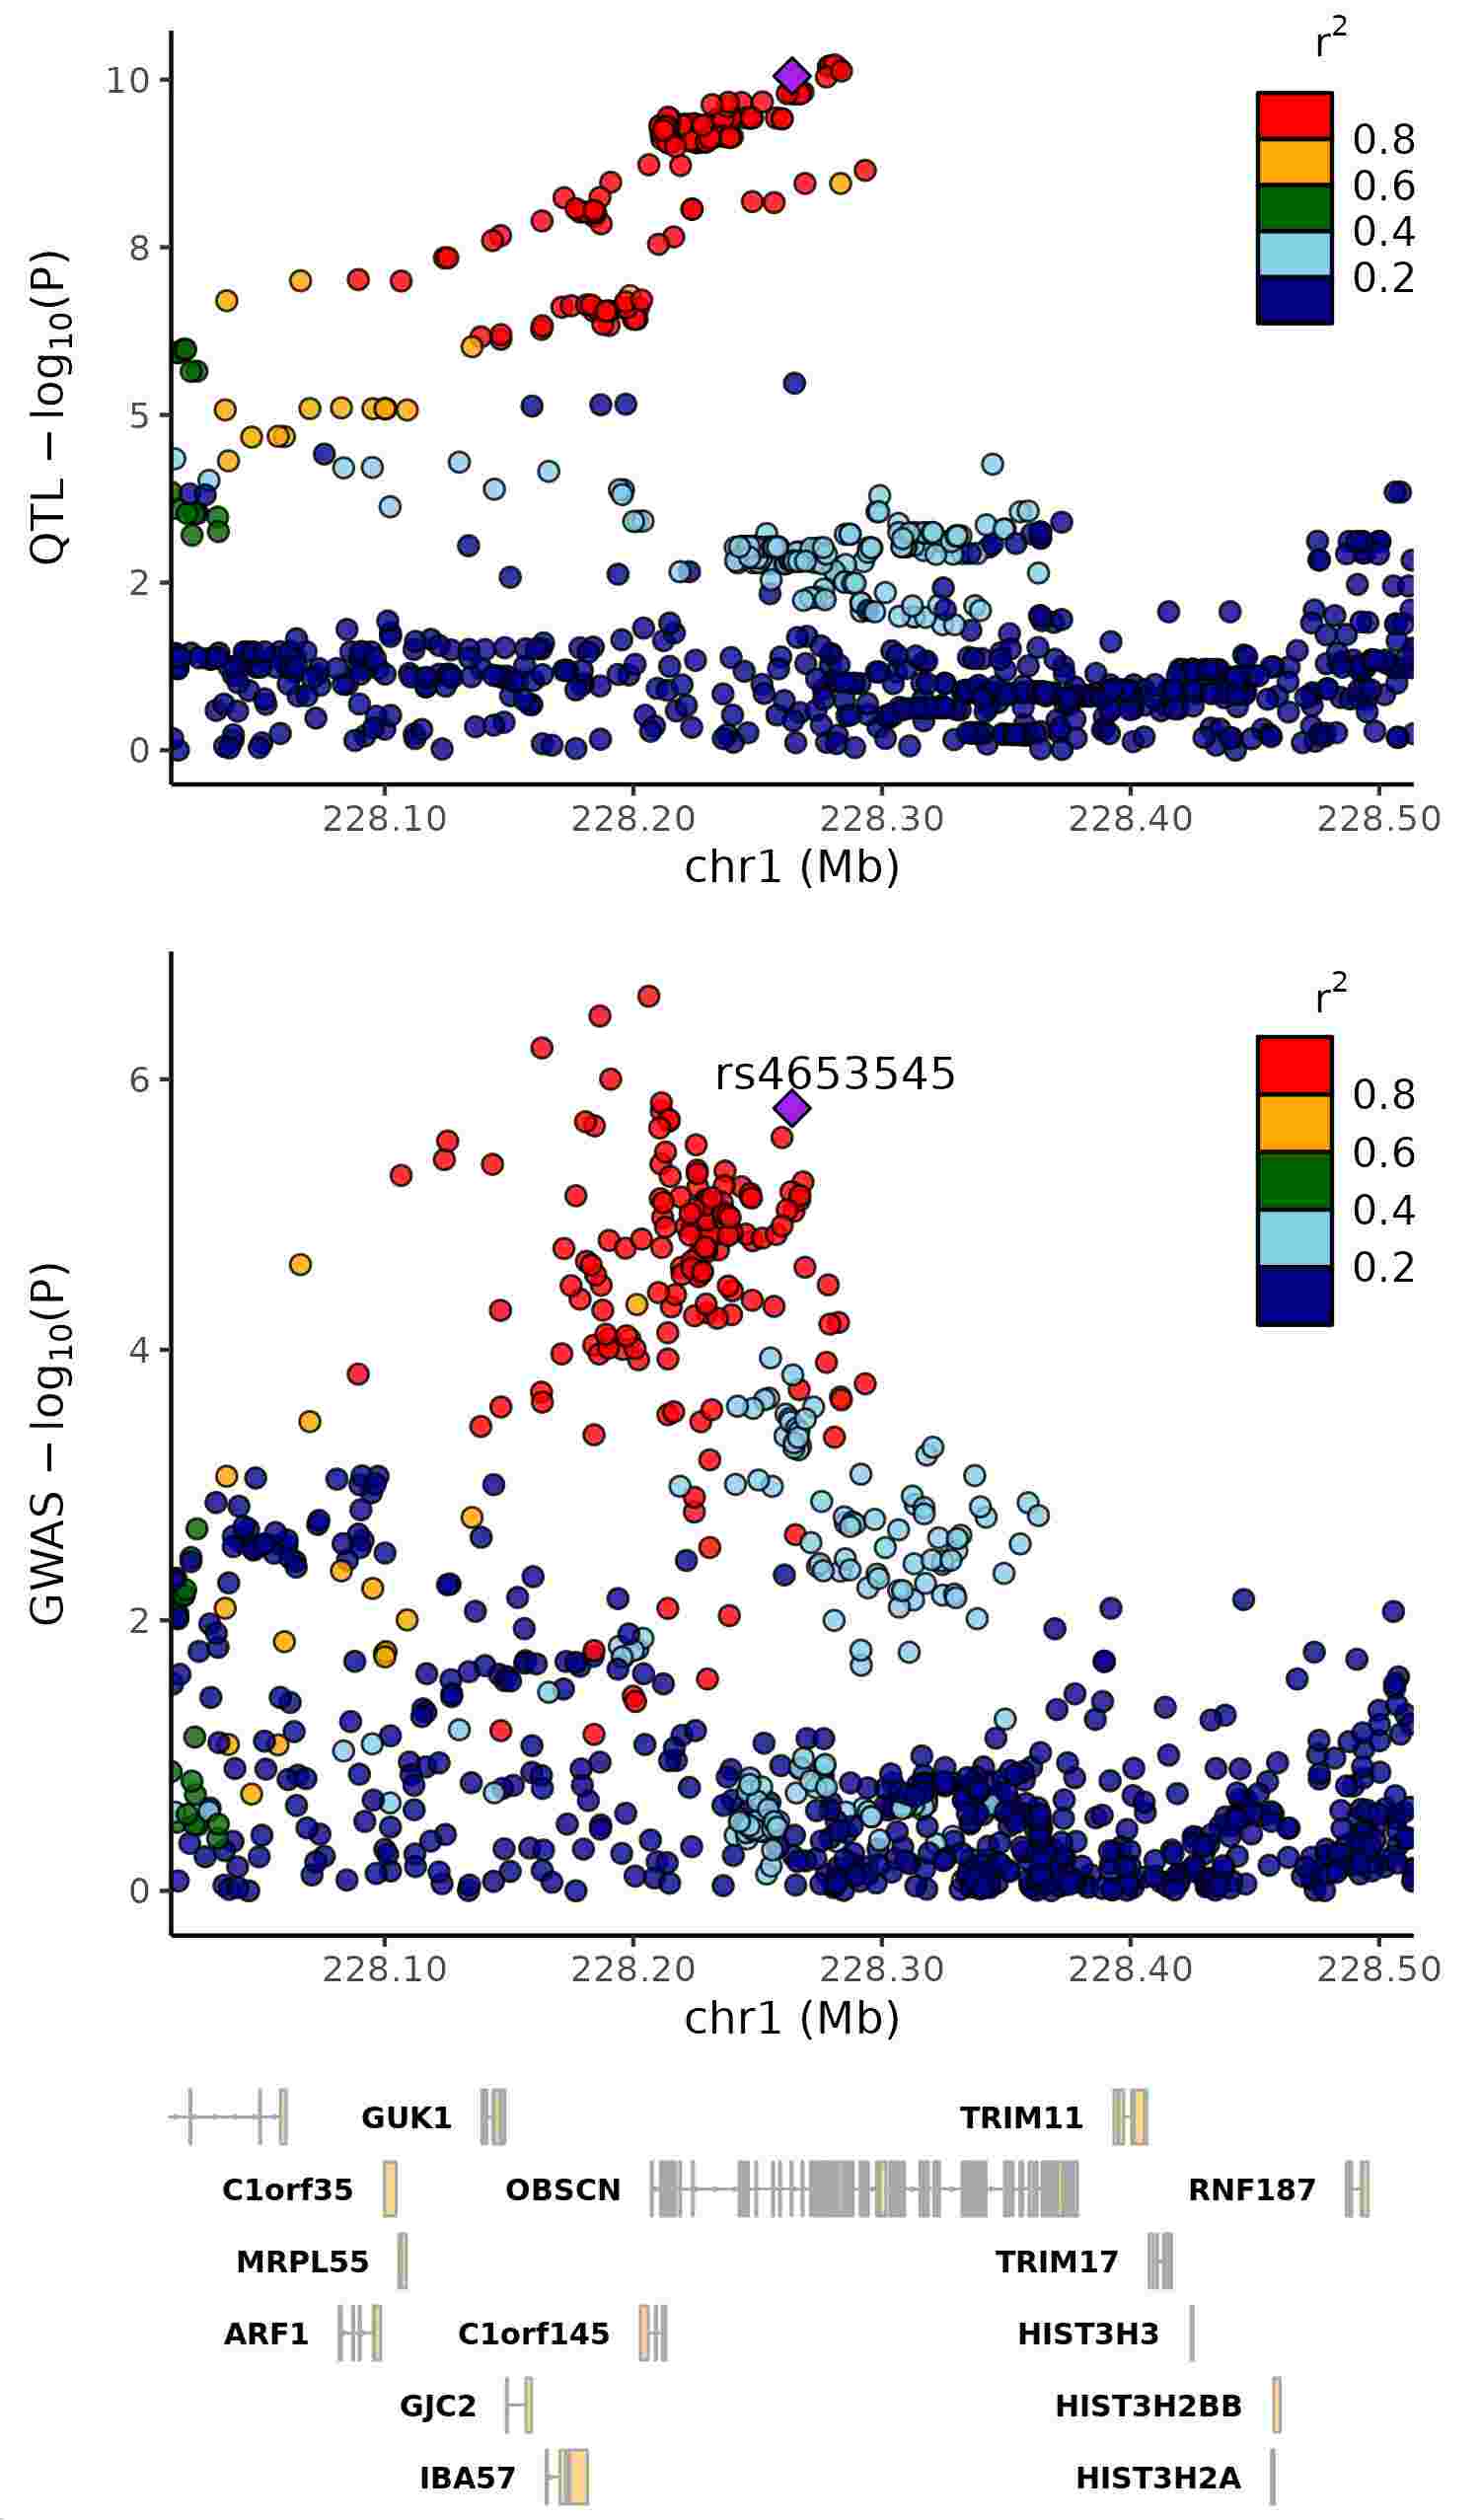 r2
10
8
5
2
0
0.8
0.6
0.4
0.2
QTL − log10(P)
228.10 228.20 228.30 228.40 228.50
chr1 (Mb)
r2
6
4
2
0
0.8
0.6
0.4
0.2
rs4653545
GWAS − log10(P)
228.10 228.20 228.30 228.40 228.50
chr1 (Mb)
GUK1 TRIM11
C1orf35 OBSCN RNF187
MRPL55 TRIM17
ARF1 C1orf145 HIST3H3
GJC2 HIST3H2BB
IBA57 HIST3H2A